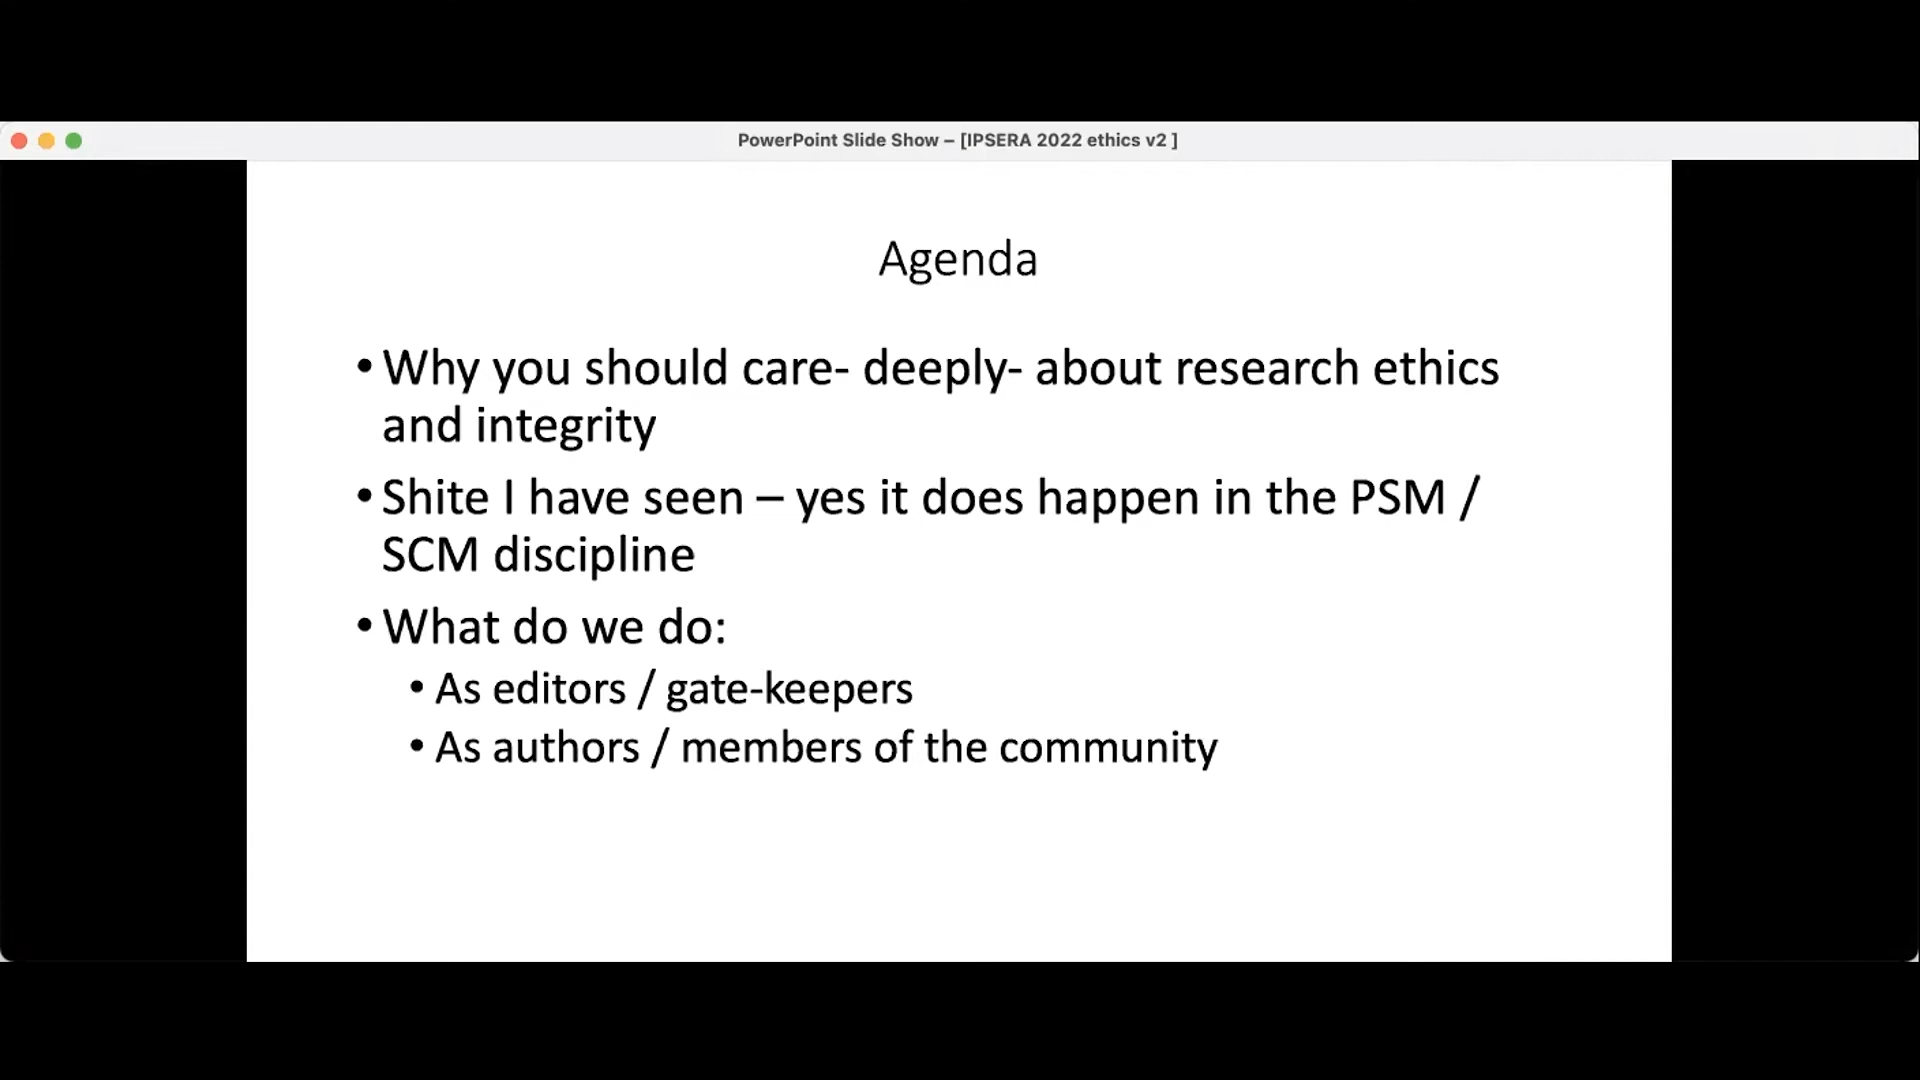 PowerPoint Slide Show – [IPSERA 2022 ethics v2 ]
Agenda
• Why you should care- deeply- about research ethics
and integrity
• Shite I have seen – yes it does happen in the PSM /
SCM discipline
• What do we do:
• As editors / gate-keepers
• As authors / members of the community